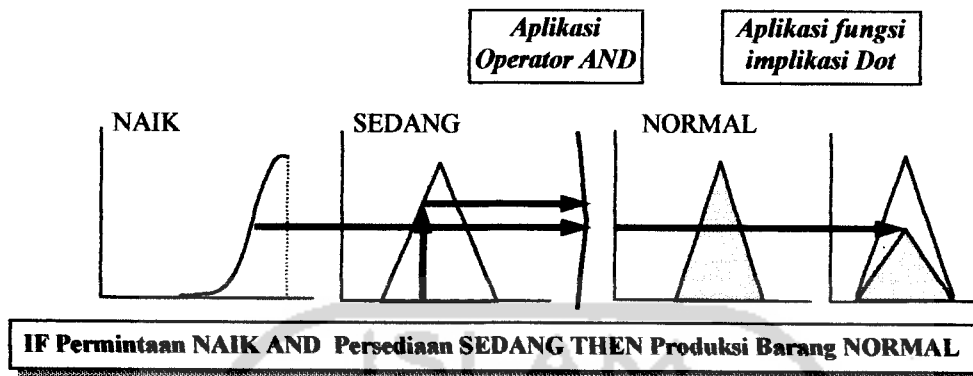 Aplikasi
Operator AND
Aplikasi fungsi
implikasi Dot
NAIK
SEDANG
NORMAL
IF Permintaan NAIK AND Persediaan SEDANG THEN Produksi Barang NORMAL
ISLAM